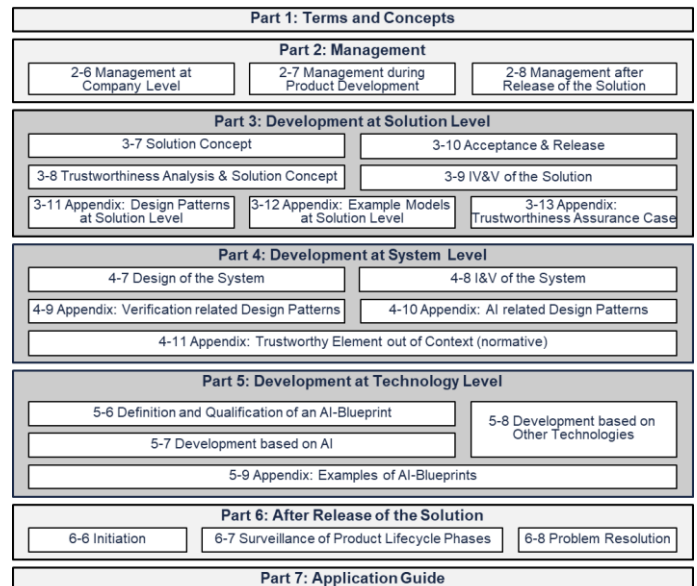 Part 1: Terms and Concepts
Part 2: Management
2-6 Management at
Company Level
2-7 Management during
Product Development
2-8 Management after
Release of the Solution
Part 3: Development at Solution Level
3-7 Solution Concept
3-10 Acceptance & Release
3-8 Trustworthiness Analysis & Solution Concept
3-9 IV&V of the Solution
3-11 Appendix: Design Patterns
at Solution Level
3-12 Appendix: Example Models
at Solution Level
3-13 Appendix:
Trustworthiness Assurance Case
Part 4: Development at System Level
4-7 Design of the System
4-8 I&V of the System
4-9 Appendix: Verification related Design Patterns
4-10 Appendix: AI related Design Patterns
4-11 Appendix: Trustworthy Element out of Context (normative)
Part 5: Development at Technology Level
5-6 Definition and Qualification of an AI-Blueprint
5-8 Development based on
Other Technologies
5-7 Development based on AI
5-9 Appendix: Examples of AI-Blueprints
Part 6: After Release of the Solution
6-6 Initiation
6-7 Surveillance of Product Lifecycle Phases
6-8 Problem Resolution
Part 7: Application Guide